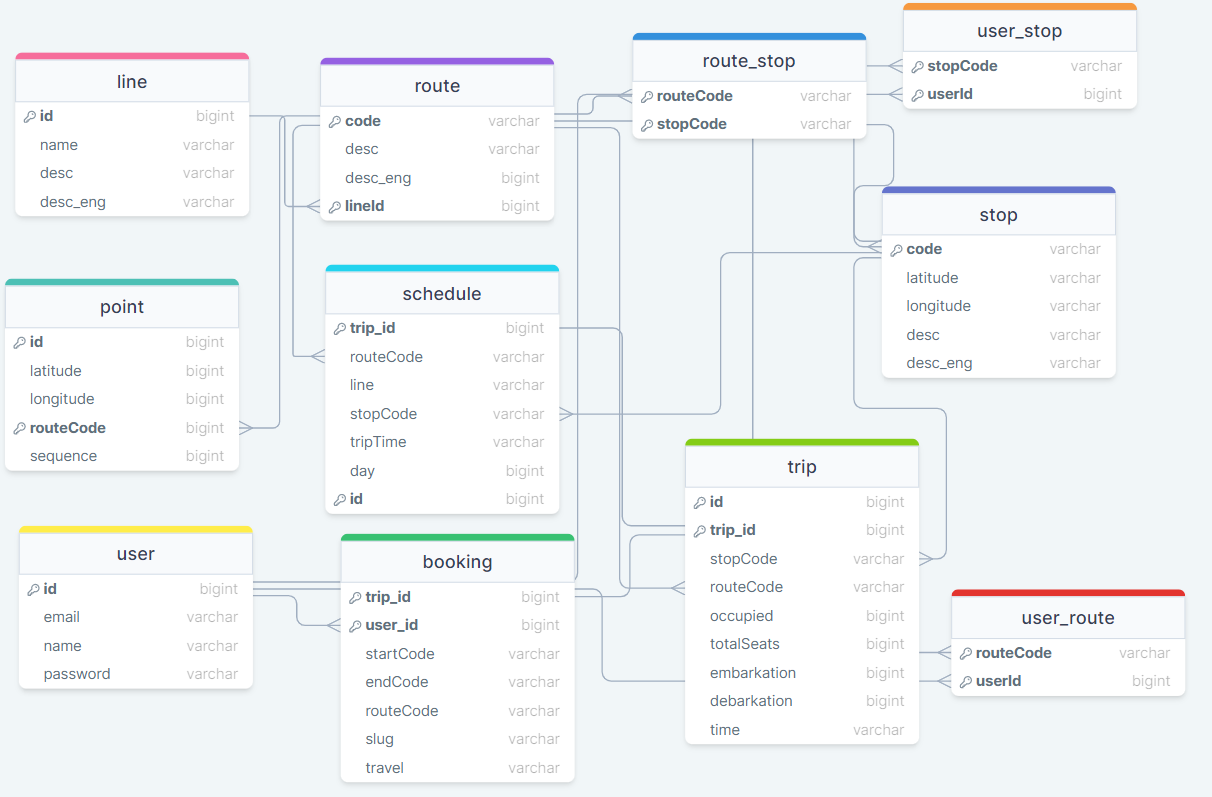 line
id bigint
name varchar
desc varchar
desc_eng varchar
route
code varchar
desc varchar
desc_eng bigint
lineId bigint
route_stop
routeCode varchar
stopCode varchar
user_stop
stopCode varchar
userId bigint
stop
code varchar
latitude varchar
longitude varchar
desc varchar
desc_eng varchar
point
id bigint
latitude bigint
longitude bigint
routeCode bigint
sequence bigint
schedule
trip_id bigint
routeCode varchar
line varchar
stopCode varchar
tripTime varchar
day bigint
id bigint
trip
id bigint
trip_id bigint
stopCode varchar
routeCode varchar
occupied bigint
totalSeats bigint
embarkation bigint
debarkation bigint
time varchar
user
id bigint
email varchar
name varchar
password varchar
booking
trip_id bigint
user_id bigint
startCode varchar
endCode varchar
routeCode varchar
slug varchar
travel varchar
user_route
routeCode varchar
userId bigint